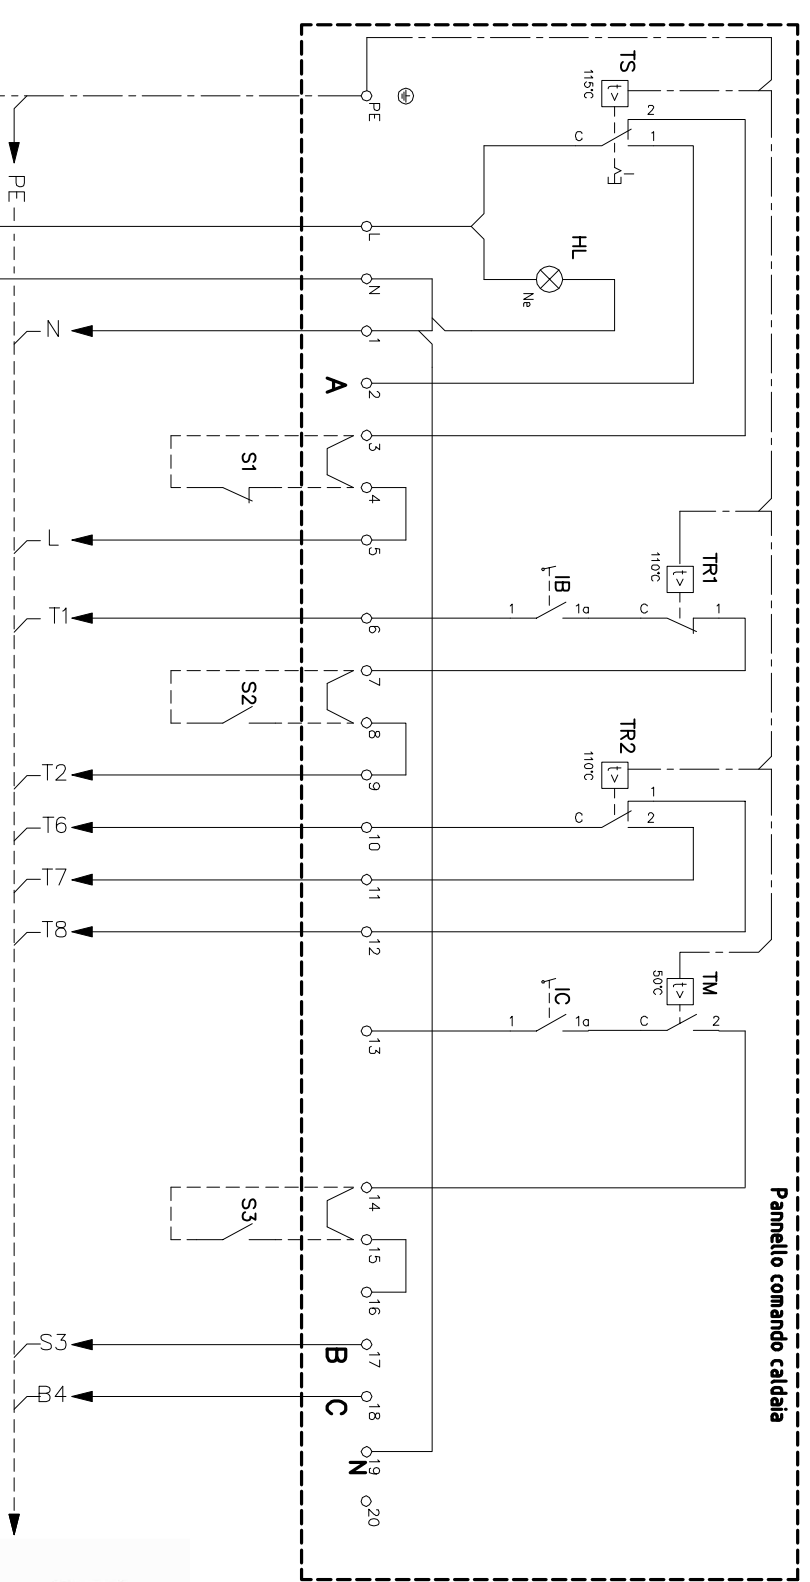 TS
115°C
t>
2
C
1
PE
PE
L
HL
Ne
N
N
1
A
2
3
S1
4
L
5
TR1
110°C
t>
IB
T1
6
1
1a
C
1
7
S2
8
TR2
110°C
t>
T2
9
1
T6
10
C
2
T7
11
T8
12
TM
50°C
t>
IC
13
1
1a
C
2
Pannello comando caldaia
14
S3
15
16
S3
B
17
B4
C
18
N
19
20